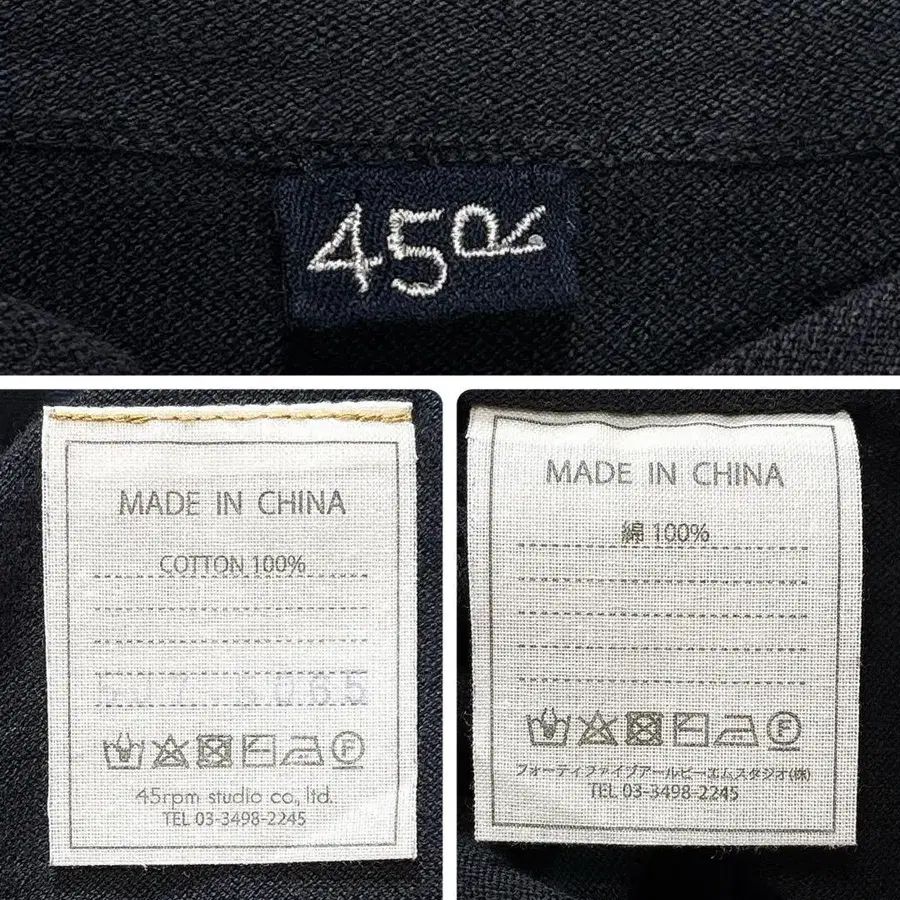 45R
MADE IN CHINA
COTTON 100%
45rpm studio co., ltd.
TEL 03-3498-2245
MADE IN CHINA
綿 100%
フォーティファイブアールピーエムスタジオ(株)
TEL 03-3498-2245